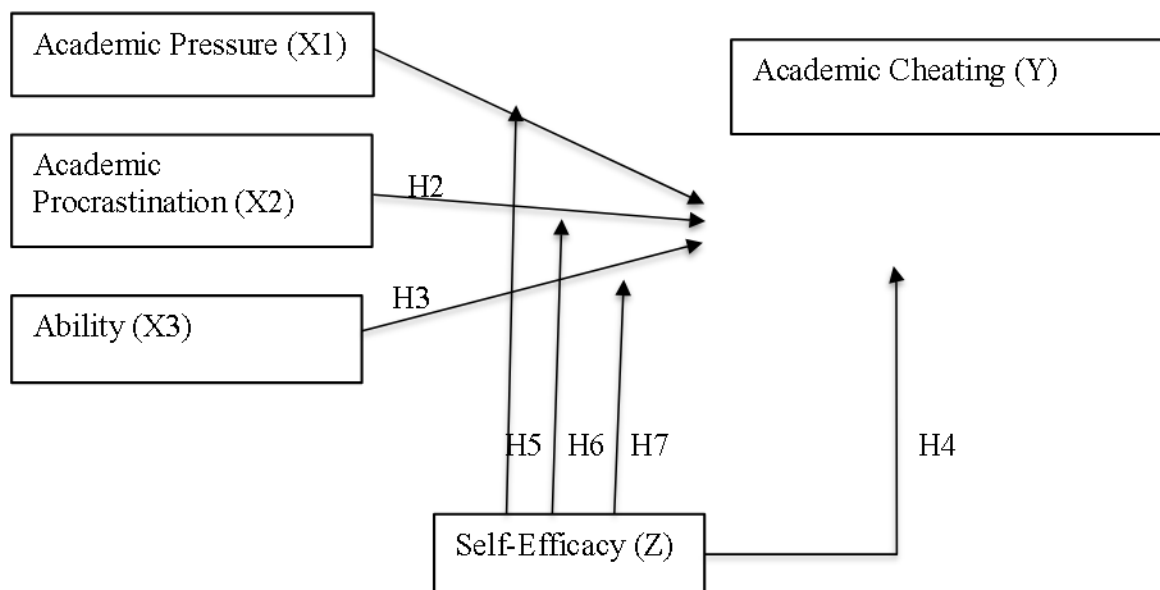 Academic Pressure (X1)
Academic Cheating (Y)
Academic
Procrastination (X2)
H2
H3
Ability (X3)
H5
H6
H7
H4
Self-Efficacy (Z)